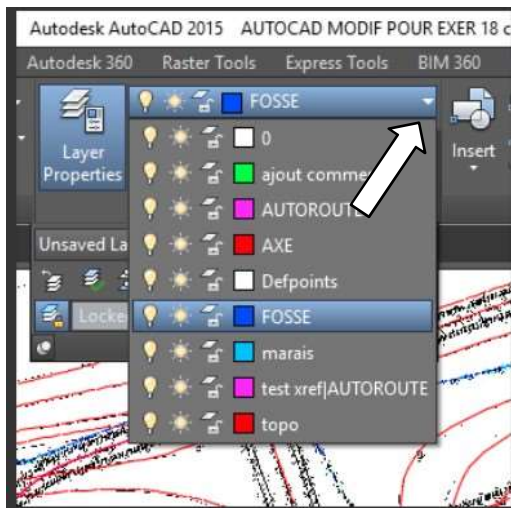 Autodesk AutoCAD 2015 AUTOCAD MODIF POUR EXER 18 c
Autodesk 360 Raster Tools Express Tools BIM 360
FOSSE
Layer
Properties
Insert
0
ajout comme
AUTOROUTE
AXE
Unsaved La
Defpoints
FOSSE
Locke
marais
test xref|AUTOROUTE
topo